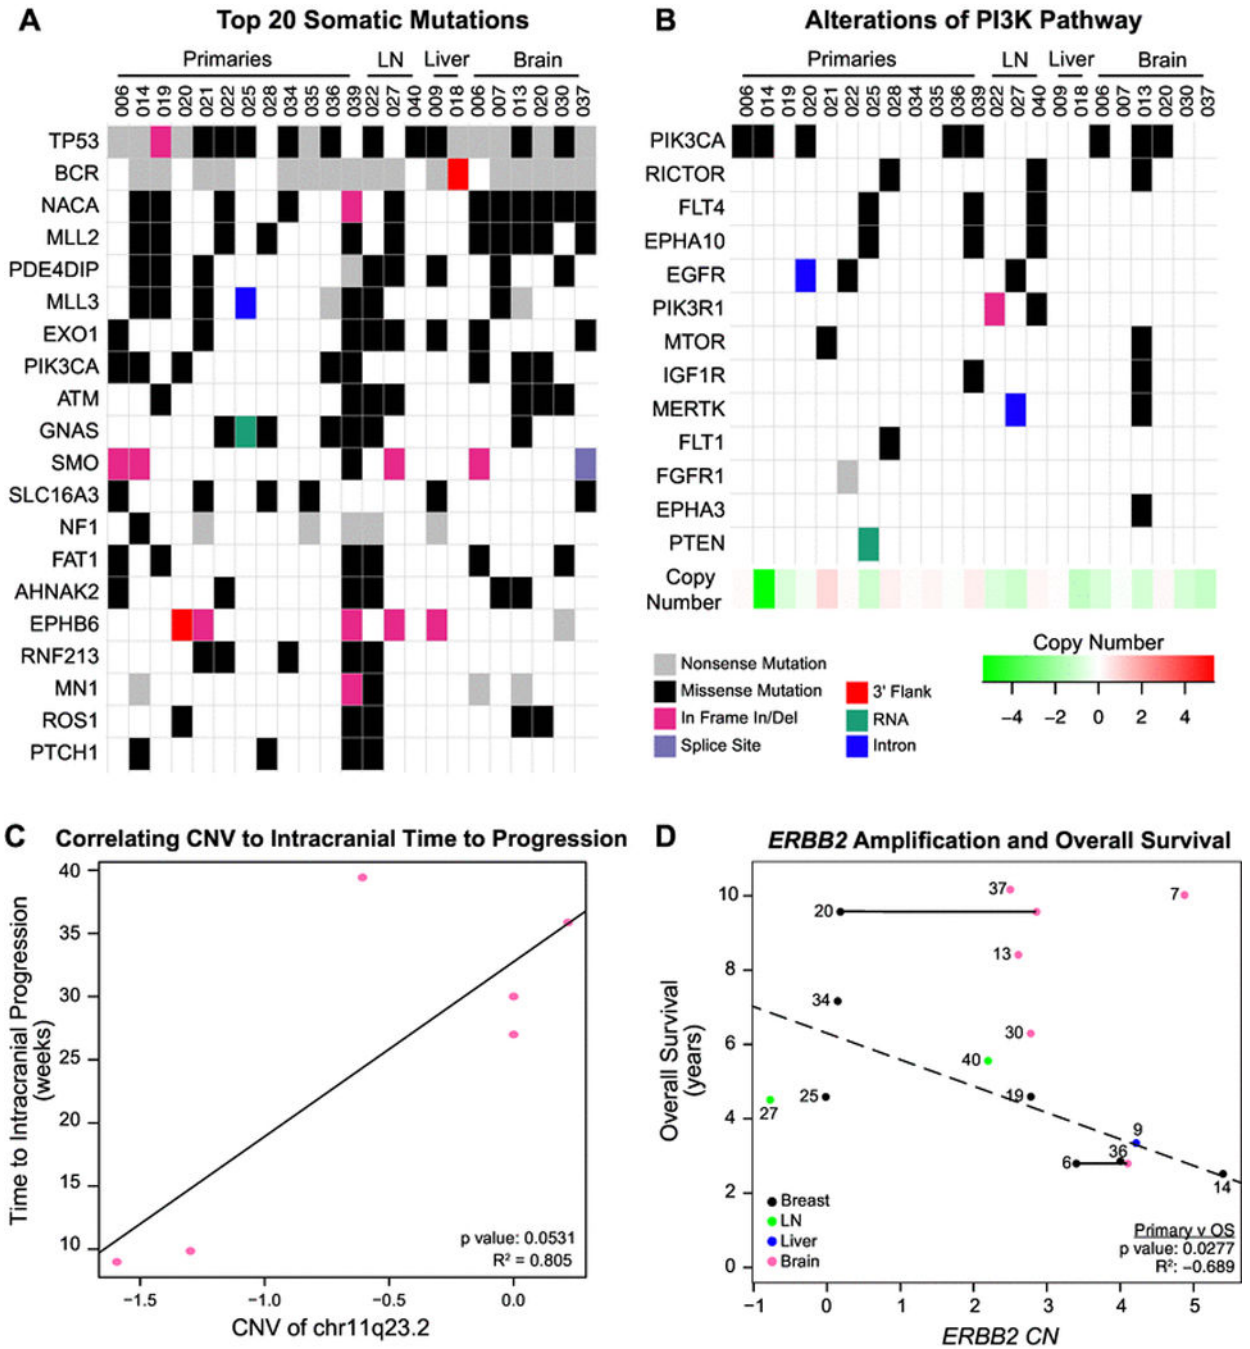 A Top 20 Somatic Mutations
Primaries LN Liver Brain
006 014 019 020 021 022 025 028 034 035 036 039 022 027 040 009 018 006 007 013 020 030 037
TP53
BCR
NACA
MLL2
PDE4DIP
MLL3
EXO1
PIK3CA
ATM
GNAS
SMO
SLC16A3
NF1
FAT1
AHNAK2
EPHB6
RNF213
MN1
ROS1
PTCH1
B Alterations of PI3K Pathway
Primaries LN Liver Brain
006 014 019 020 021 022 025 028 034 035 036 039 022 027 040 009 018 006 007 013 020 030 037
PIK3CA
RICTOR
FLT4
EPHA10
EGFR
PIK3R1
MTOR
IGF1R
MERTK
FLT1
FGFR1
EPHA3
PTEN
Copy
Number
Nonsense Mutation
Missense Mutation
In Frame In/Del
Splice Site
3' Flank
RNA
Intron
Copy Number
−4 −2 0 2 4
C Correlating CNV to Intracranial Time to Progression
Time to Intracranial Progression
(weeks)
40
35
30
25
20
15
10
p value: 0.0531
R² = 0.805
−1.5 −1.0 −0.5 0.0
CNV of chr11q23.2
D ERBB2 Amplification and Overall Survival
Overall Survival
(years)
10
8
6
4
2
0
37
7
20
13
34
30
40
25
19
27
9
36
6
14
Breast
LN
Liver
Brain
Primary v OS
p value: 0.0277
R²: −0.689
−1 0 1 2 3 4 5
ERBB2 CN